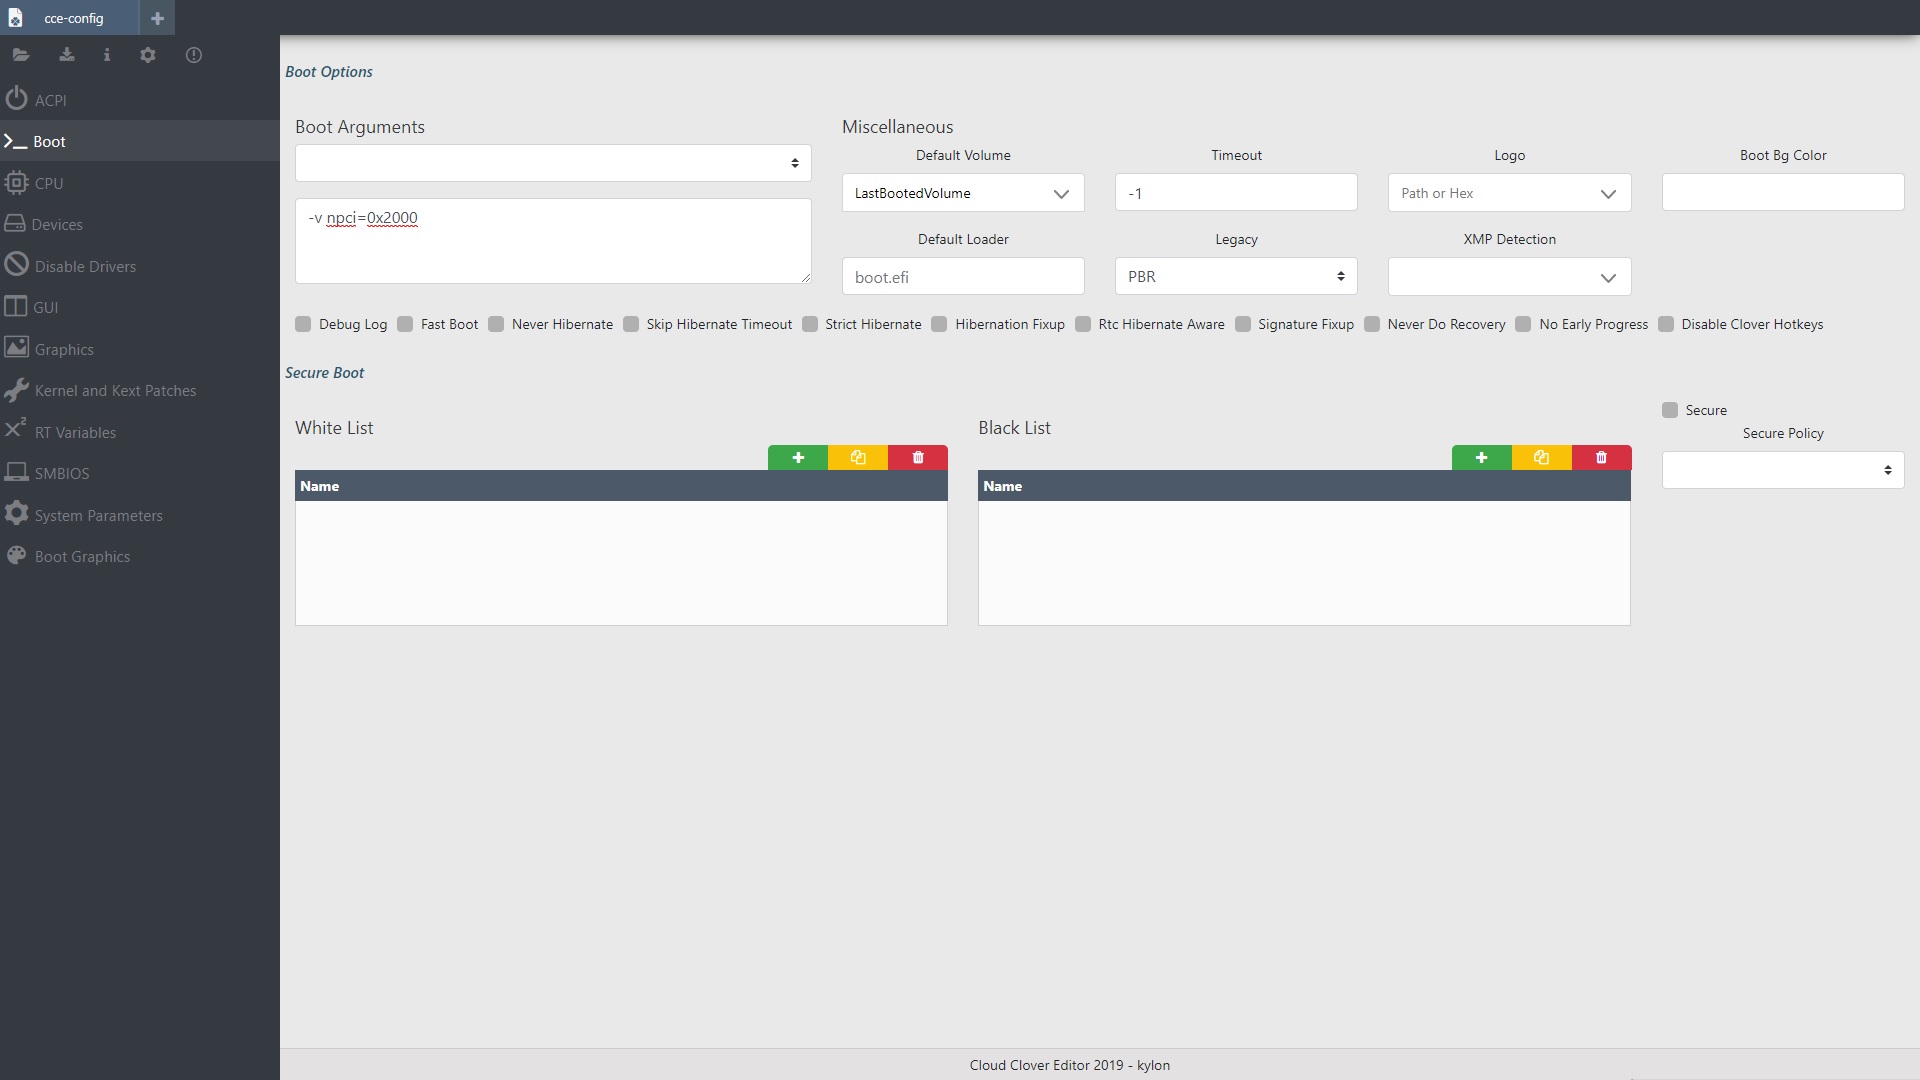 cce-config
ACPI
Boot
CPU
Devices
Disable Drivers
GUI
Graphics
Kernel and Kext Patches
RT Variables
SMBIOS
System Parameters
Boot Graphics
Boot Options
Boot Arguments
-v npci=0x2000
Miscellaneous
Default Volume Timeout Logo Boot Bg Color
LastBootedVolume -1 Path or Hex
Default Loader Legacy XMP Detection
boot.efi PBR
Debug Log Fast Boot Never Hibernate Skip Hibernate Timeout Strict Hibernate Hibernation Fixup Rtc Hibernate Aware Signature Fixup Never Do Recovery No Early Progress Disable Clover Hotkeys
Secure Boot
White List
Name
Black List
Name
Secure
Secure Policy
Cloud Clover Editor 2019 - kylon